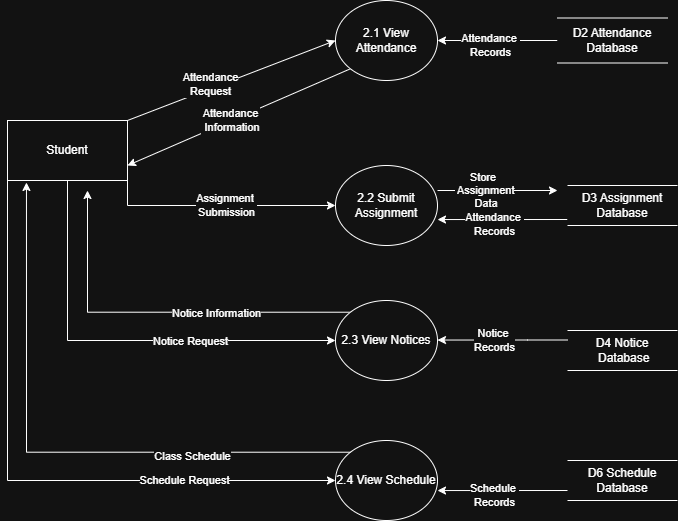 2.1 View
Attendance
Attendance
Records
D2 Attendance
Database
Attendance
Request
Attendance
Information
Student
Assignment
Submission
2.2 Submit
Assignment
Store
Assignment
Data
Attendance
Records
D3 Assignment
Database
Notice Information
Notice Request
2.3 View Notices
Notice
Records
D4 Notice
Database
Class Schedule
Schedule Request
2.4 View Schedule
Schedule
Records
D6 Schedule
Database